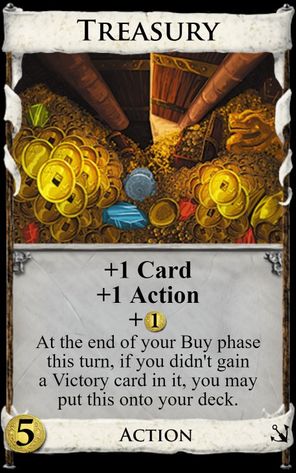 TREASURY
+1 Card
+1 Action
+1
At the end of your Buy phase
this turn, if you didn't gain
a Victory card in it, you may
put this onto your deck.
5 ACTION